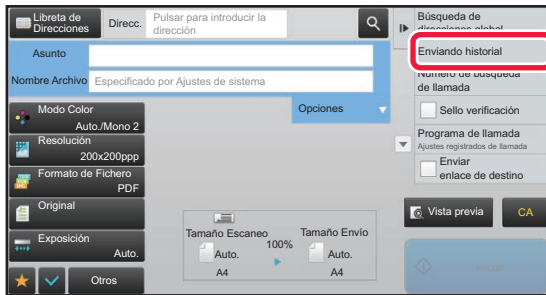 Libreta de
Direcciones
Direcc.
Pulsar para introducir la
dirección
Asunto
Nombre Archivo
Especificado por Ajustes de sistema
Opciones
Modo Color
Auto./Mono 2
Resolución
200x200ppp
Formato de Fichero
PDF
Original
Exposición
Auto.
Otros
Tamaño Escaneo
100%
Tamaño Envío
Auto.
A4
Auto.
A4
Búsqueda de
dirección global
Enviando historial
Número de búsqueda
de llamada
Sello verificación
Programa de llamada
Ajustes registrados de llamada
Enviar
enlace de destino
Vista previa
CA